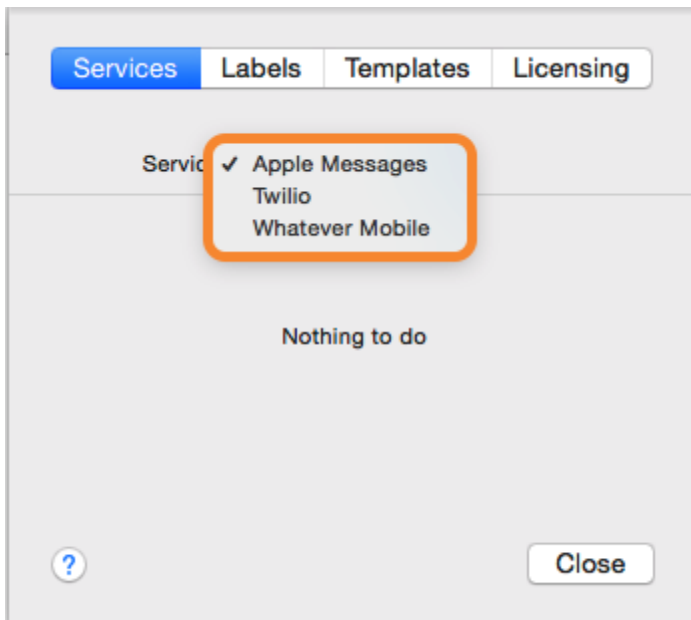 Services Labels Templates Licensing
Servic ✓ Apple Messages
Twilio
Whatever Mobile
Nothing to do
? Close